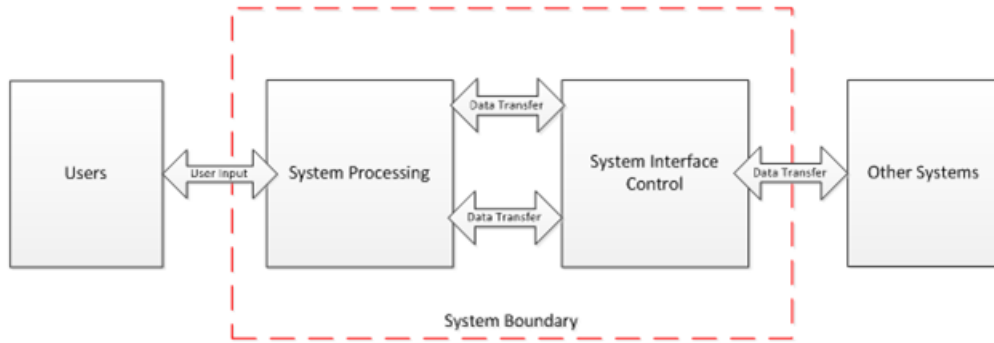 Data Transfer
Users
User Input
System Processing
System Interface
Control
Data Transfer
Other Systems
Data Transfer
System Boundary